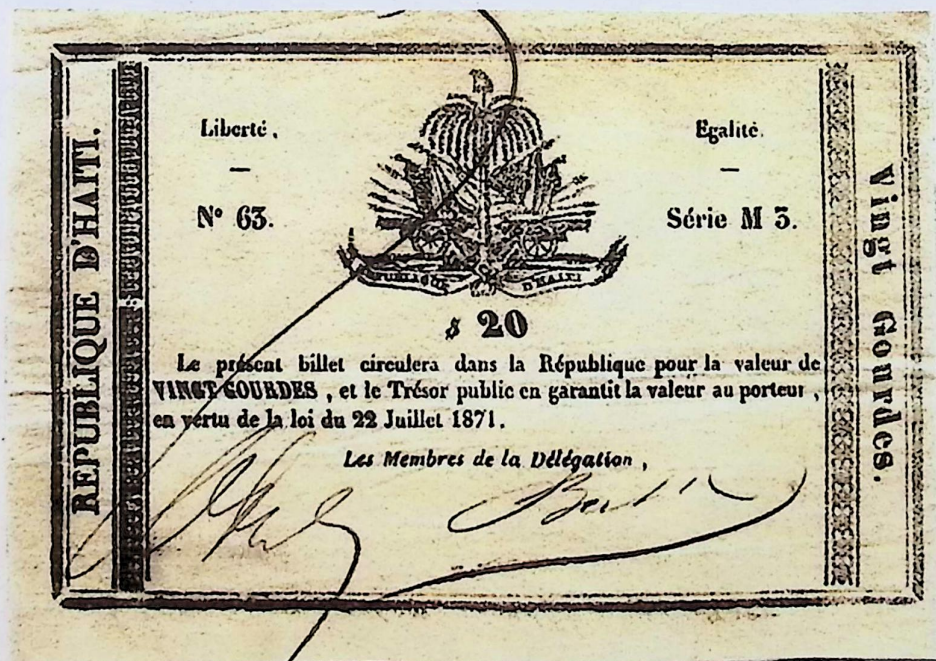 REPUBLIQUE D'HAITI.
Liberté,
Egalité.
N° 63.
Série M 3.
REPUBLIQUE D'HAITI
$ 20
Le présent billet circulera dans la République pour la valeur de
VINGT GOURDES, et le Trésor public en garantit la valeur au porteur,
en vertu de la loi du 22 Juillet 1871.
Les Membres de la Délégation,
Vingt Gourdes.